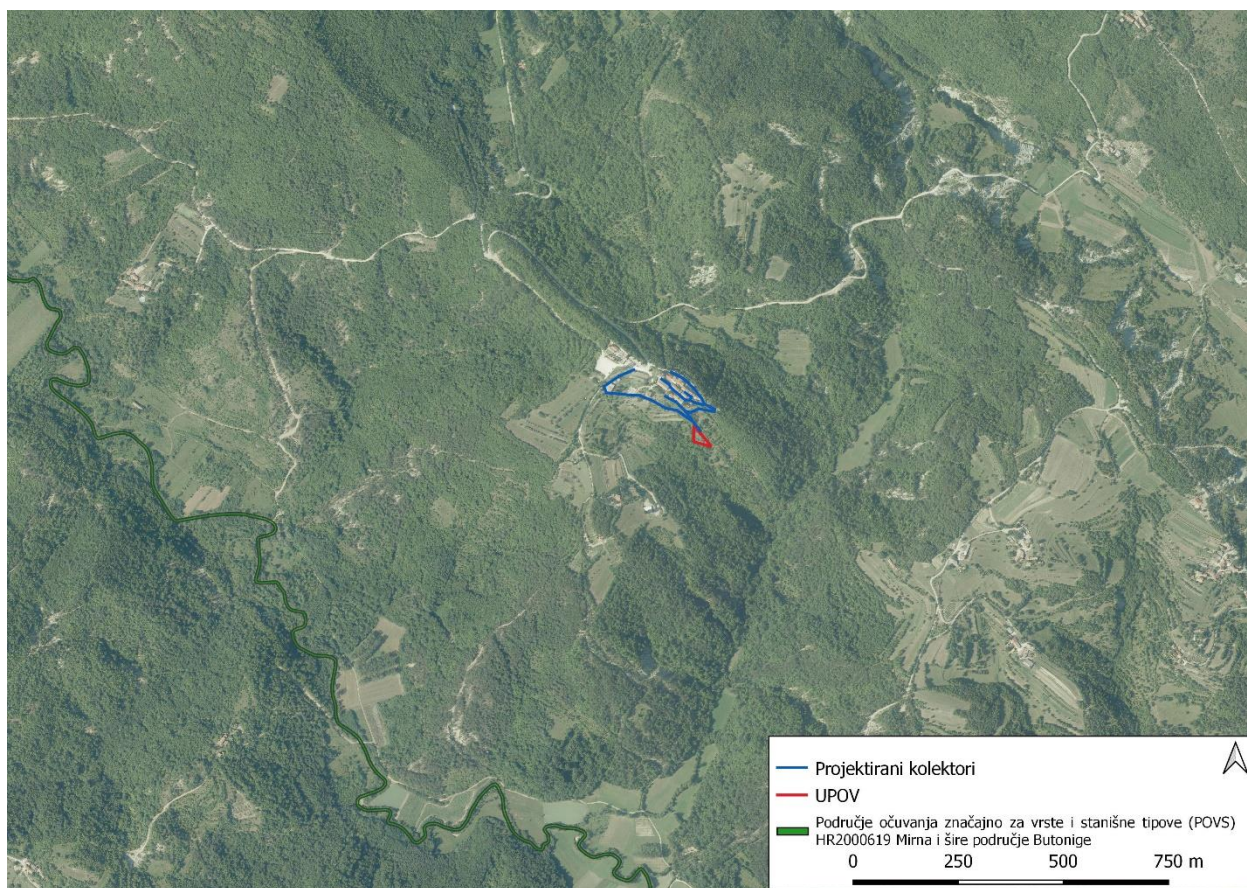 Projektirani kolektori
UPOV
Područje očuvanja značajno za vrste i stanišne tipove (POVS)
HR2000619 Mirna i šire područje Butonige
0 250 500 750 m